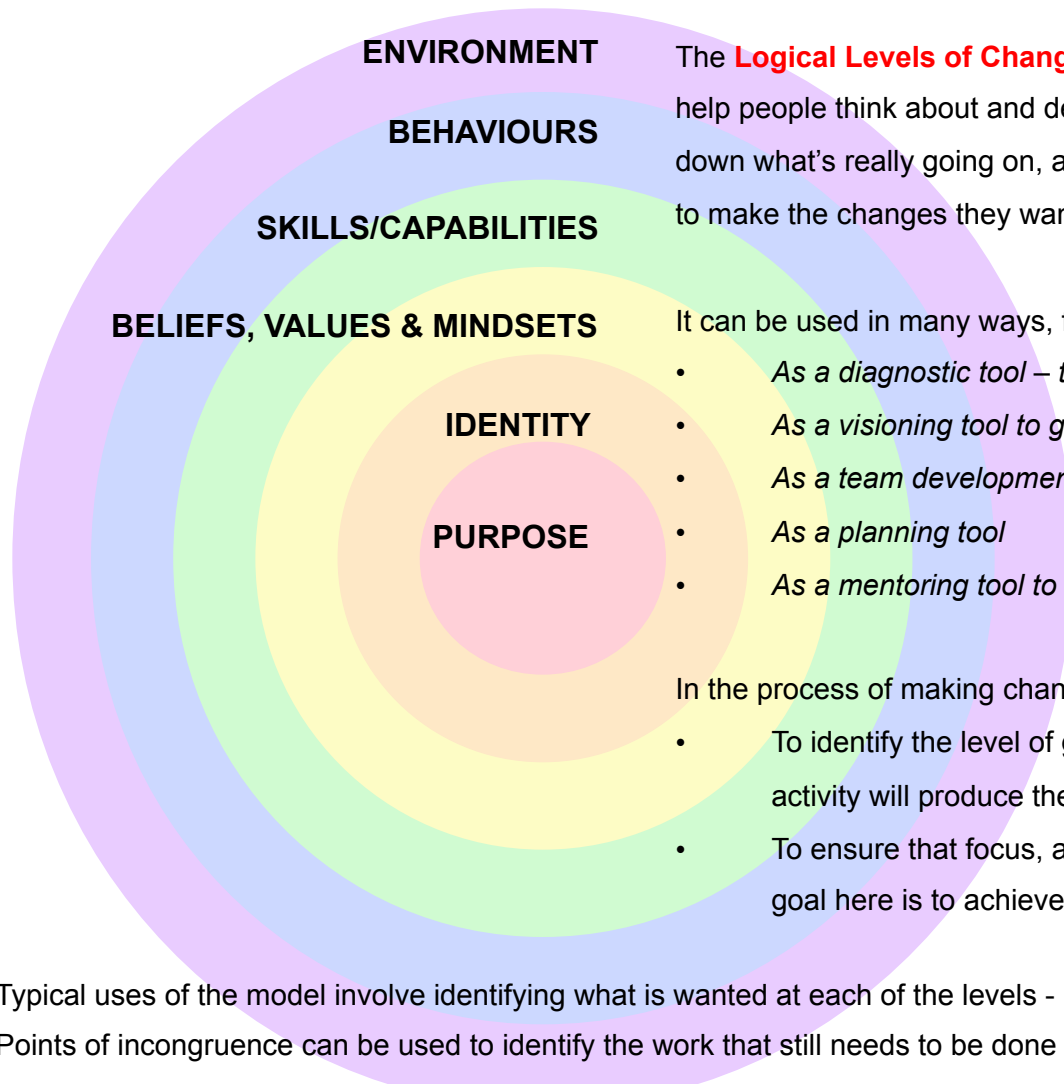 ENVIRONMENT
BEHAVIOURS
SKILLS/CAPABILITIES
BELIEFS, VALUES & MINDSETS
IDENTITY
PURPOSE
The Logical Levels of Chang
help people think about and de
down what's really going on, a
to make the changes they wan
It can be used in many ways,
• As a diagnostic tool – t
• As a visioning tool to g
• As a team developmen
• As a planning tool
• As a mentoring tool to
In the process of making chan
• To identify the level of
activity will produce the
• To ensure that focus, a
goal here is to achieve
Typical uses of the model involve identifying what is wanted at each of the levels -
Points of incongruence can be used to identify the work that still needs to be done